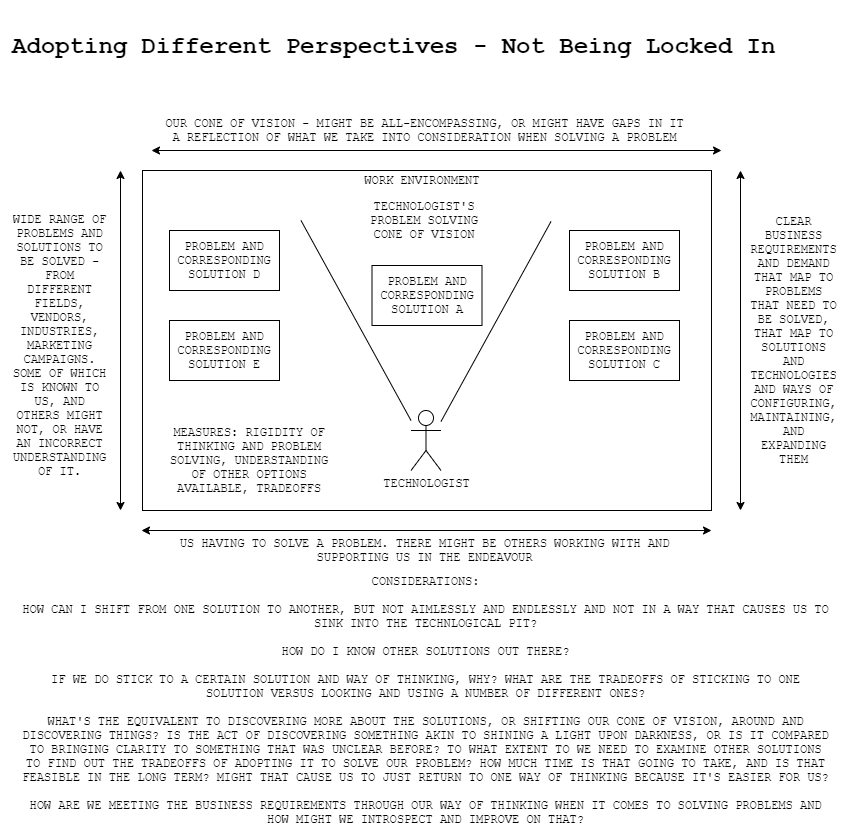 Adopting Different Perspectives - Not Being Locked In
OUR CONE OF VISION - MIGHT BE ALL-ENCOMPASSING, OR MIGHT HAVE GAPS IN IT
A REFLECTION OF WHAT WE TAKE INTO CONSIDERATION WHEN SOLVING A PROBLEM
WIDE RANGE OF
PROBLEMS AND
SOLUTIONS TO
BE SOLVED -
FROM
DIFFERENT
FIELDS,
VENDORS,
INDUSTRIES,
MARKETING
CAMPAIGNS.
SOME OF WHICH
IS KNOWN TO
US, AND
OTHERS MIGHT
NOT, OR HAVE
AN INCORRECT
UNDERSTANDING
OF IT.
WORK ENVIRONMENT
TECHNOLOGIST'S
PROBLEM SOLVING
CONE OF VISION
PROBLEM AND
CORRESPONDING
SOLUTION D
PROBLEM AND
CORRESPONDING
SOLUTION A
PROBLEM AND
CORRESPONDING
SOLUTION B
PROBLEM AND
CORRESPONDING
SOLUTION E
PROBLEM AND
CORRESPONDING
SOLUTION C
MEASURES: RIGIDITY OF
THINKING AND PROBLEM
SOLVING, UNDERSTANDING
OF OTHER OPTIONS
AVAILABLE, TRADEOFFS
TECHNOLOGIST
CLEAR
BUSINESS
REQUIREMENTS
AND DEMAND
THAT MAP TO
PROBLEMS
THAT NEED TO
BE SOLVED,
THAT MAP TO
SOLUTIONS
AND
TECHNOLOGIES
AND WAYS OF
CONFIGURING,
MAINTAINING,
AND
EXPANDING
THEM
US HAVING TO SOLVE A PROBLEM. THERE MIGHT BE OTHERS WORKING WITH AND
SUPPORTING US IN THE ENDEAVOUR
CONSIDERATIONS:
HOW CAN I SHIFT FROM ONE SOLUTION TO ANOTHER, BUT NOT AIMLESSLY AND ENDLESSLY AND NOT IN A WAY THAT CAUSES US TO
SINK INTO THE TECHNLOGICAL PIT?
HOW DO I KNOW OTHER SOLUTIONS OUT THERE?
IF WE DO STICK TO A CERTAIN SOLUTION AND WAY OF THINKING, WHY? WHAT ARE THE TRADEOFFS OF STICKING TO ONE
SOLUTION VERSUS LOOKING AND USING A NUMBER OF DIFFERENT ONES?
WHAT'S THE EQUIVALENT TO DISCOVERING MORE ABOUT THE SOLUTIONS, OR SHIFTING OUR CONE OF VISION, AROUND AND
DISCOVERING THINGS? IS THE ACT OF DISCOVERING SOMETHING AKIN TO SHINING A LIGHT UPON DARKNESS, OR IS IT COMPARED
TO BRINGING CLARITY TO SOMETHING THAT WAS UNCLEAR BEFORE? TO WHAT EXTENT TO WE NEED TO EXAMINE OTHER SOLUTIONS
TO FIND OUT THE TRADEOFFS OF ADOPTING IT TO SOLVE OUR PROBLEM? HOW MUCH TIME IS THAT GOING TO TAKE, AND IS THAT
FEASIBLE IN THE LONG TERM? MIGHT THAT CAUSE US TO JUST RETURN TO ONE WAY OF THINKING BECAUSE IT'S EASIER FOR US?
HOW ARE WE MEETING THE BUSINESS REQUIREMENTS THROUGH OUR WAY OF THINKING WHEN IT COMES TO SOLVING PROBLEMS AND
HOW MIGHT WE INTROSPECT AND IMPROVE ON THAT?